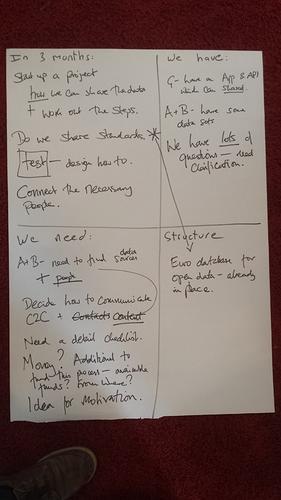 In 3 months:
Start up a project
how we can share the data
+ work out the steps.
Do we share standards *
Test - design how to.
Connect the necessary
people.
We have:
G - have a App & API
which can shared.
A+B - have some
data sets
We have lots of
questions - need
clarification.
We need:
A+B - need to find data
sources
+ people
Decide how to communicate
C2C + Contacts Contact
Need a detail checklist.
Money? Additional to
fund this process - available
funds? From where?
Idea for motivation.
Structure
Euro database for
open data - already
in place.